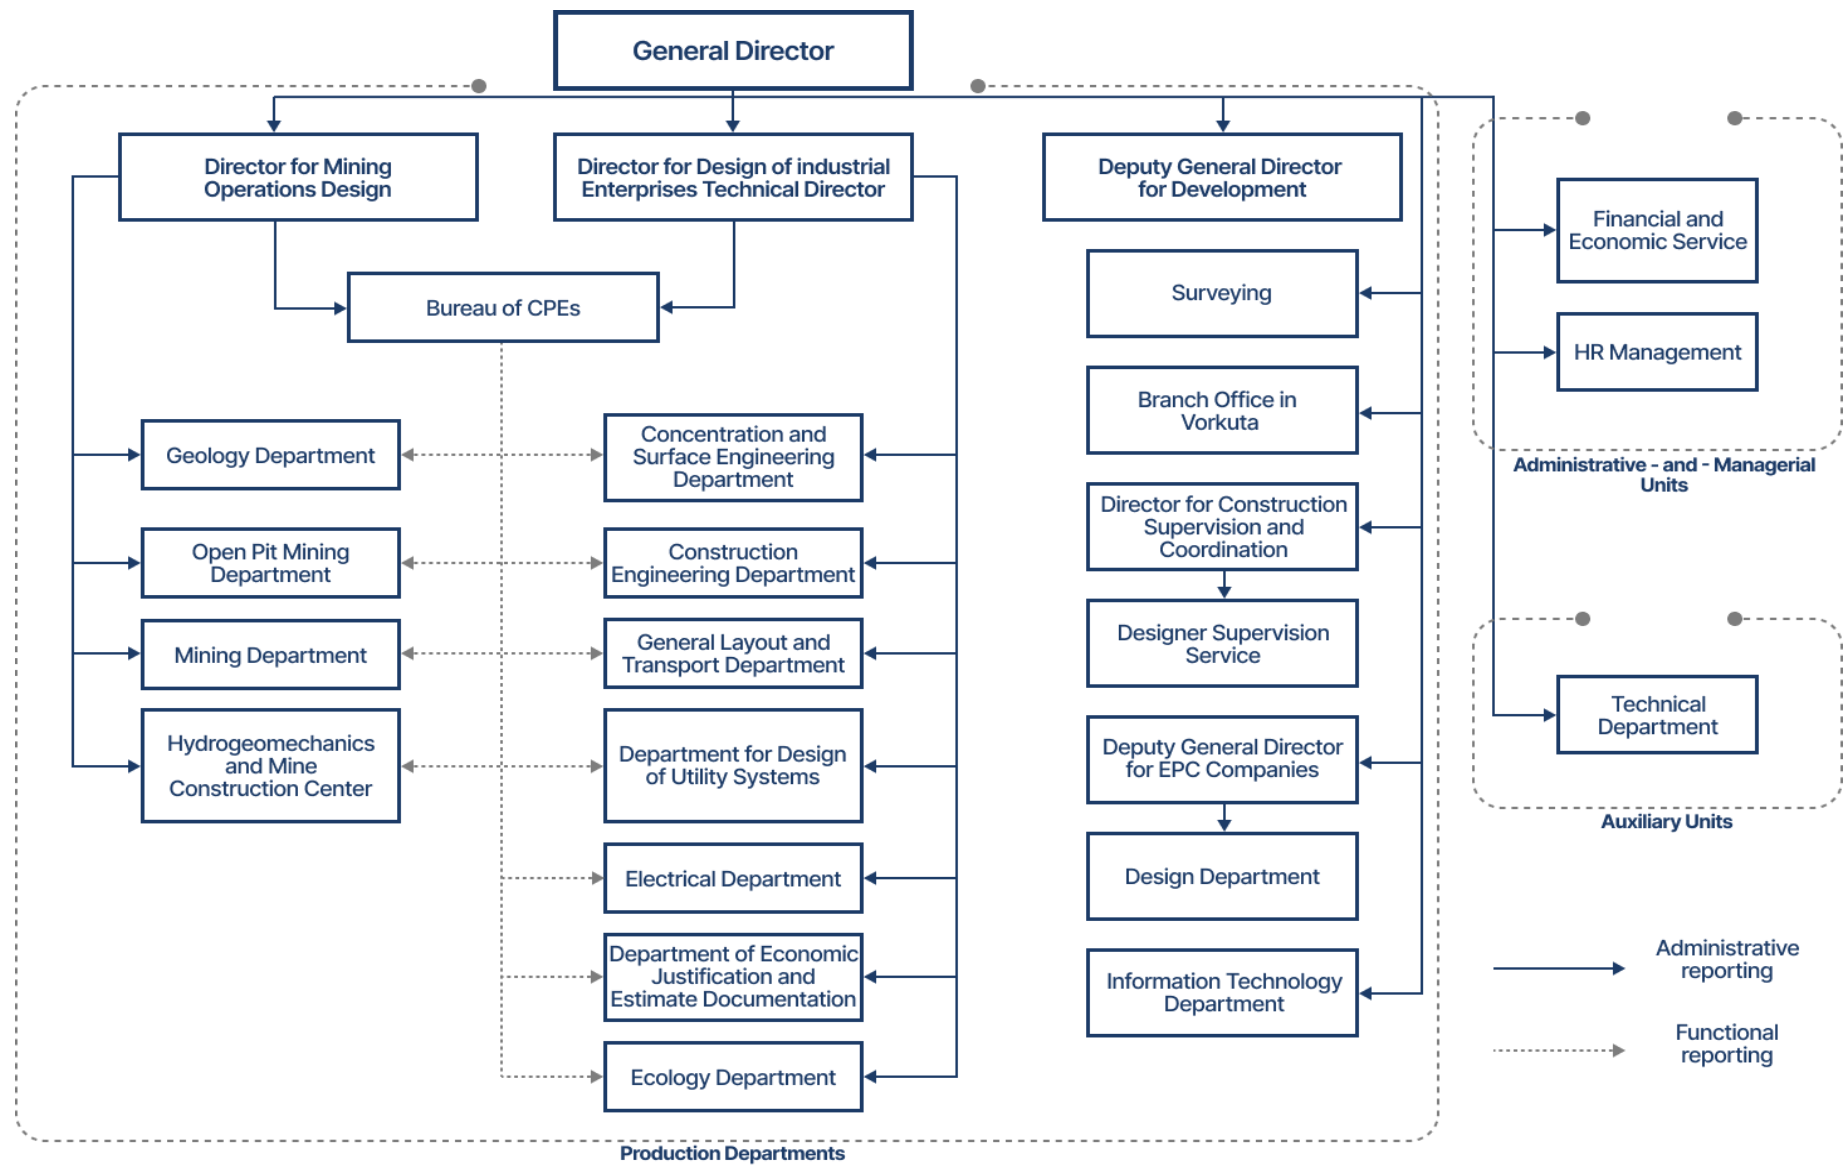 General Director
Director for Mining
Operations Design
Director for Design of industrial
Enterprises Technical Director
Deputy General Director
for Development
Bureau of CPEs
Geology Department
Open Pit Mining
Department
Mining Department
Hydrogeomechanics
and Mine
Construction Center
Concentration and
Surface Engineering
Department
Construction
Engineering Department
General Layout and
Transport Department
Department for Design
of Utility Systems
Electrical Department
Department of Economic
Justification and
Estimate Documentation
Ecology Department
Surveying
Branch Office in
Vorkuta
Director for Construction
Supervision and
Coordination
Designer Supervision
Service
Deputy General Director
for EPC Companies
Design Department
Information Technology
Department
Production Departments
Financial and
Economic Service
HR Management
Administrative - and - Managerial
Units
Technical
Department
Auxiliary Units
Administrative
reporting
Functional
reporting